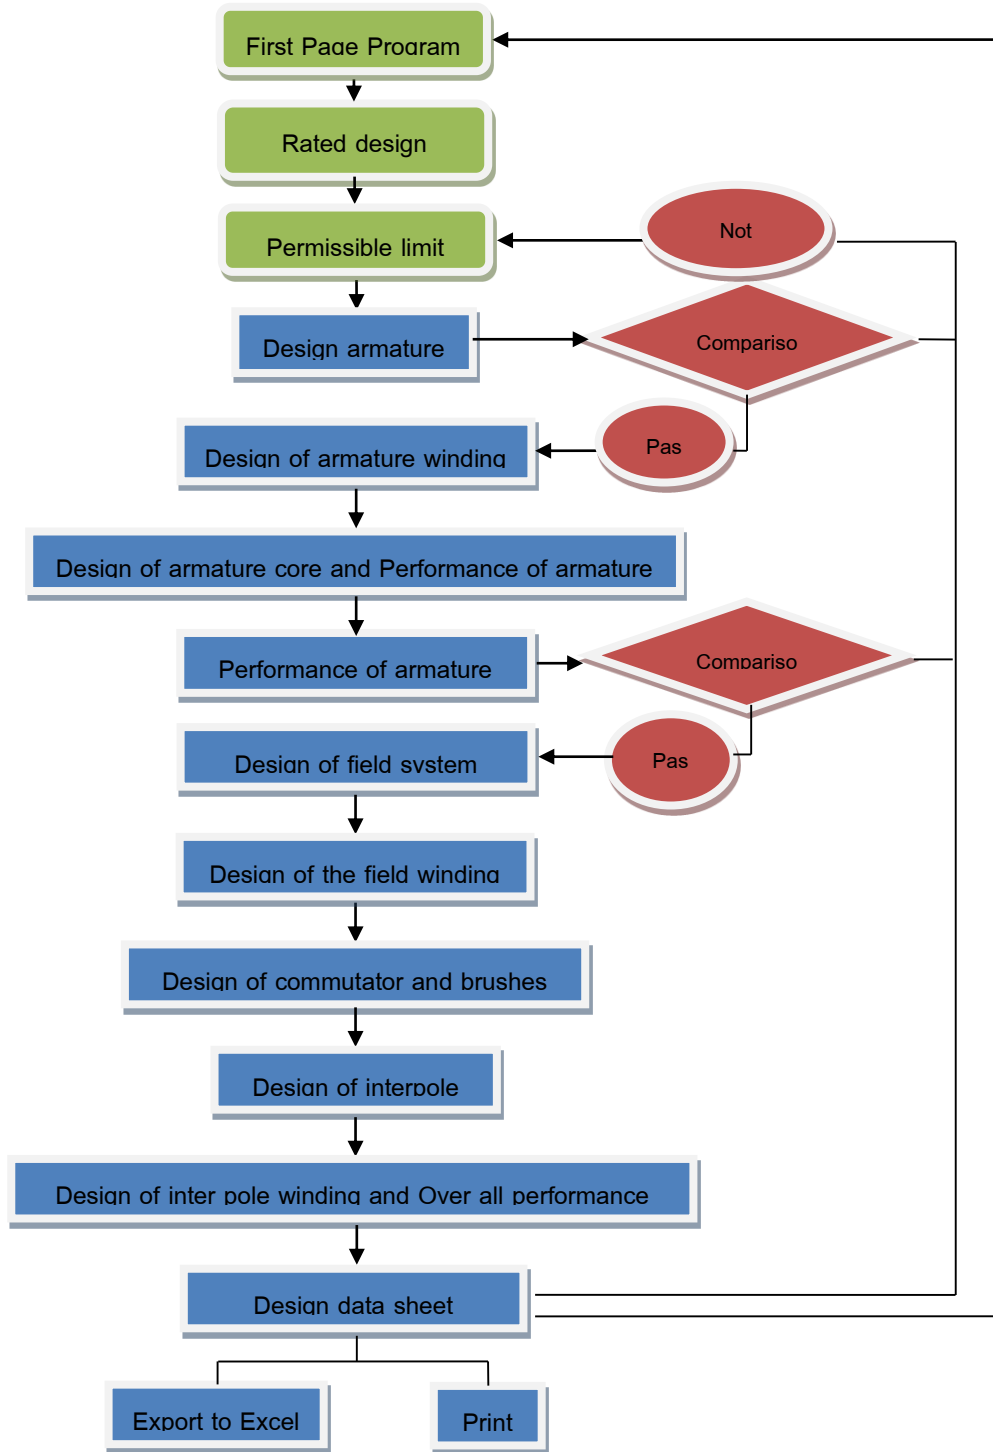 First Page Program
Rated design
Not
Permissible limit
Design armature
Compariso
Pas
Design of armature winding
Design of armature core and Performance of armature
Performance of armature
Compariso
Design of field system
Pas
Design of the field winding
Design of commutator and brushes
Design of interpole
Design of inter pole winding and Over all performance
Design data sheet
Export to Excel
Print